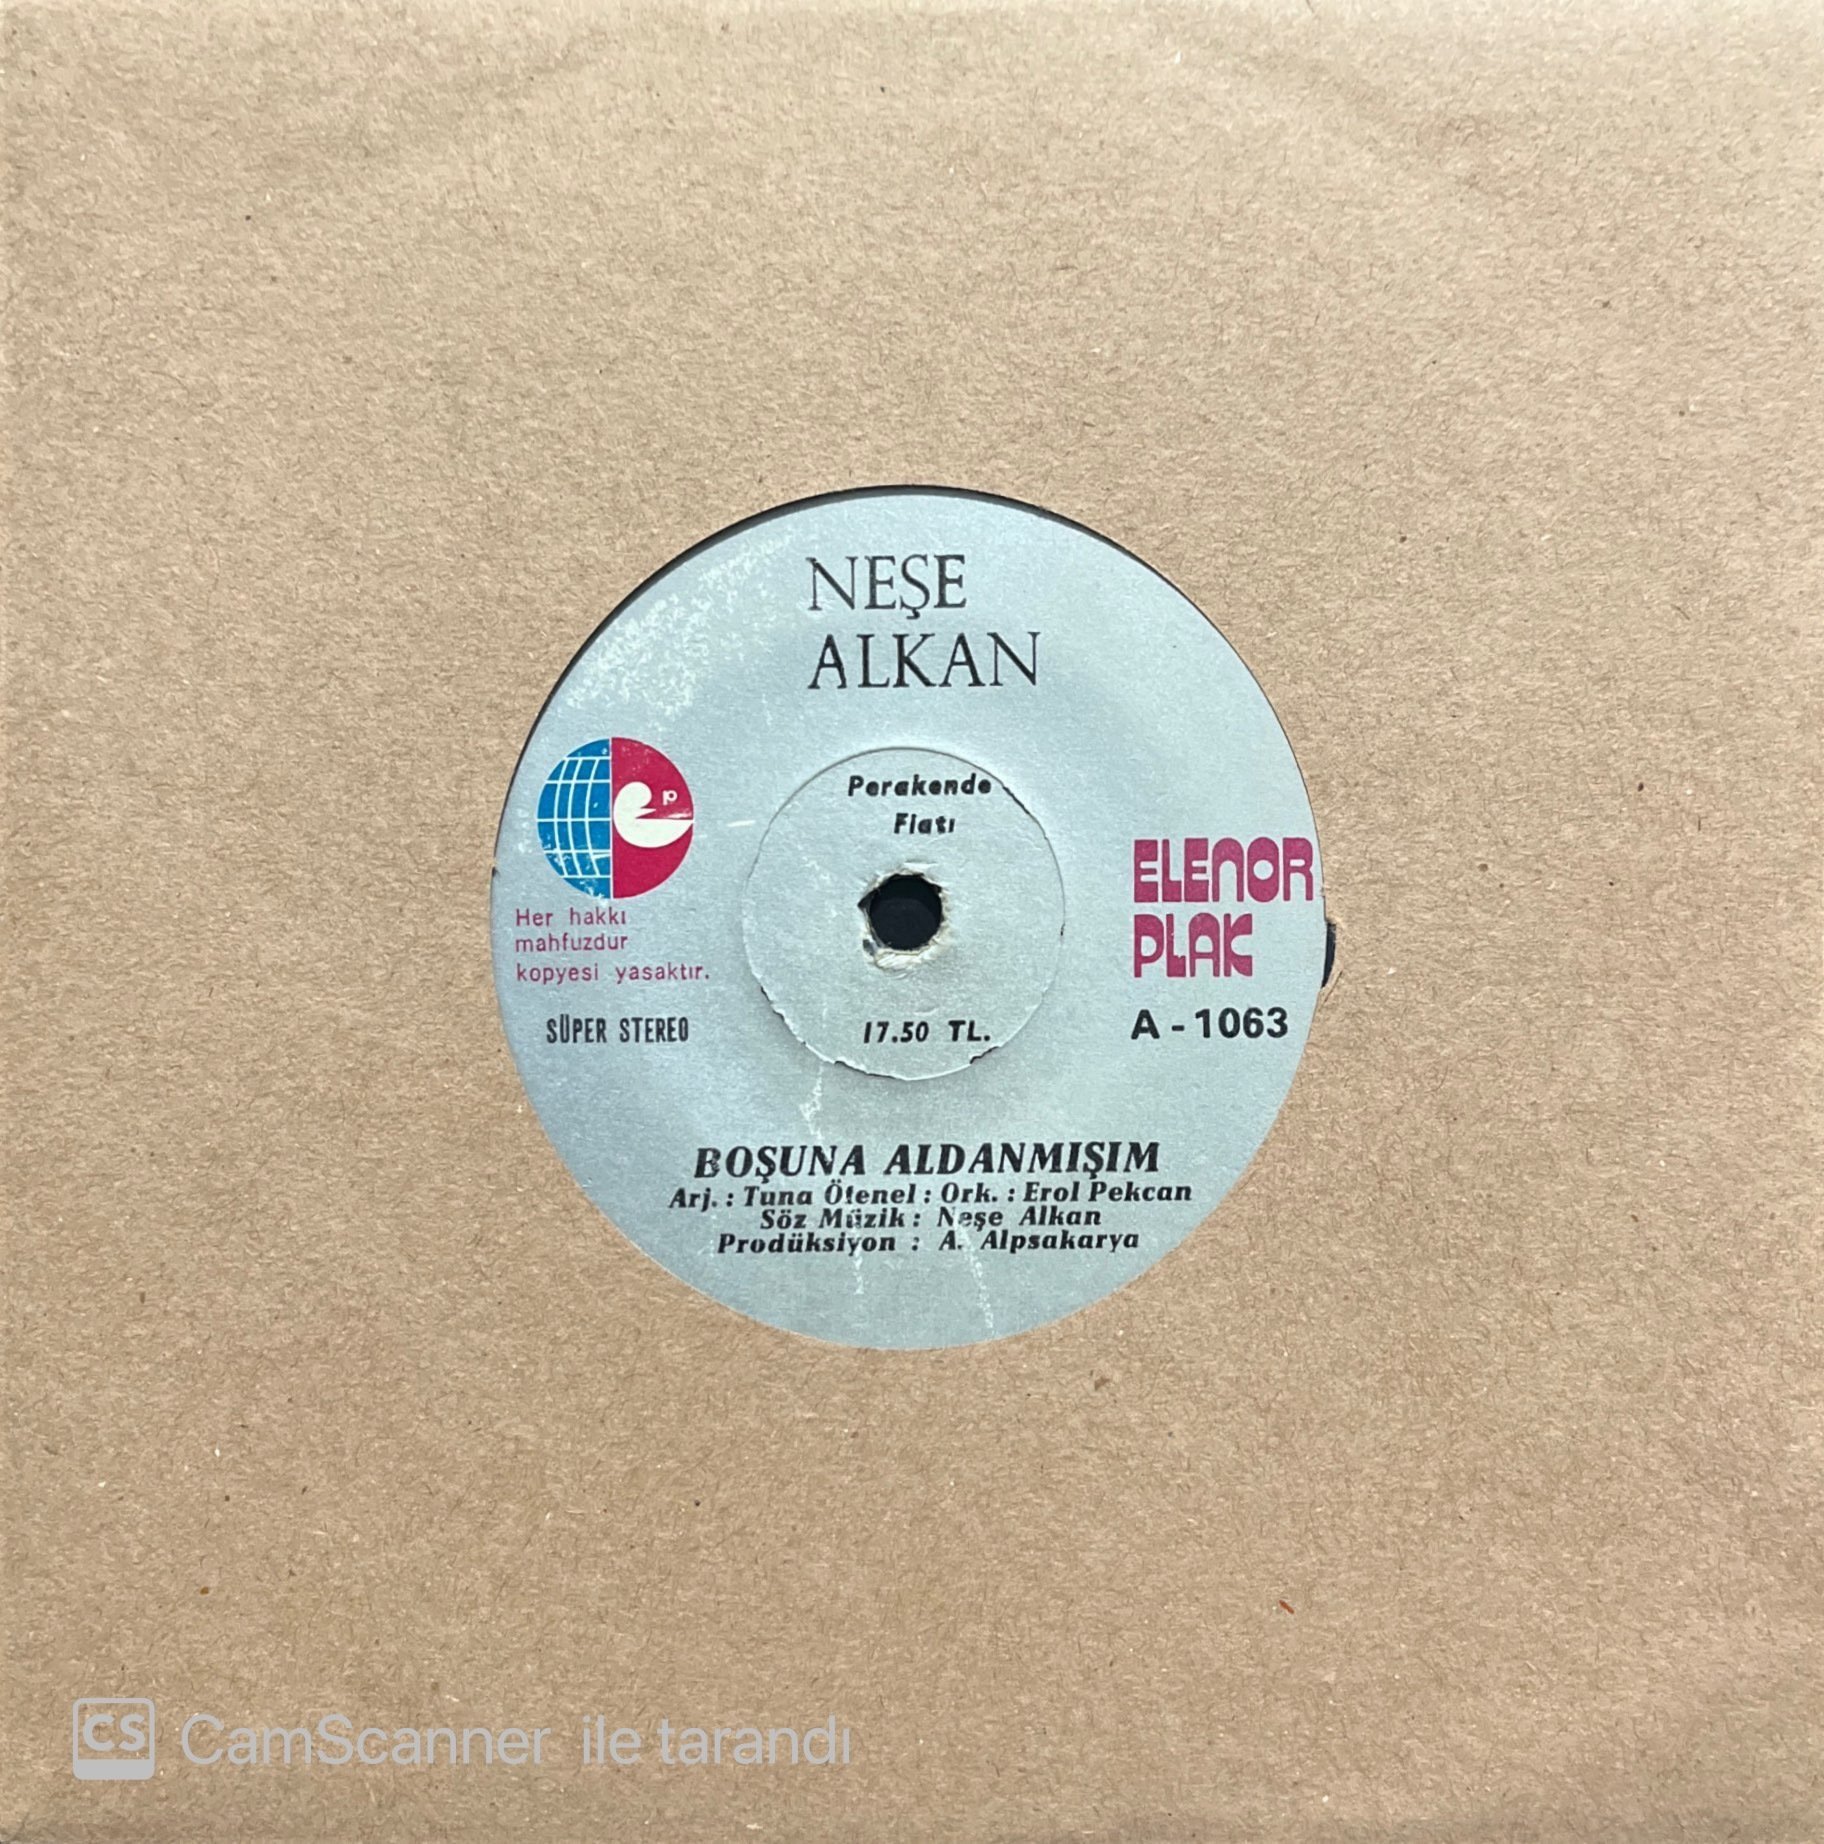 NEŞE
ALKAN
Perakende
Fiatı
p
ELENOR
PLAK
Her hakkı
mahfuzdur
kopyesi yasaktır.
SÜPER STEREO
17.50 TL.
A - 1063
BOŞUNA ALDANMIŞIM
Arj. : Tuna Ötenel : Ork. : Erol Pekcan
Söz Müzik : Neşe Alkan
Prodüksiyon : A. Alpsakarya
CS CamScanner ile tarandı